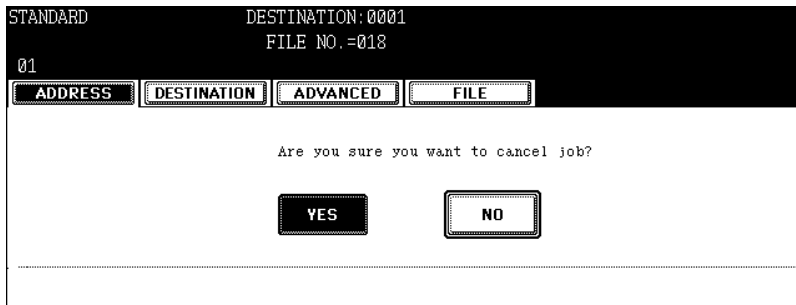 STANDARD DESTINATION:0001
FILE NO.=018
01
ADDRESS DESTINATION ADVANCED FILE
Are you sure you want to cancel job?
YES NO